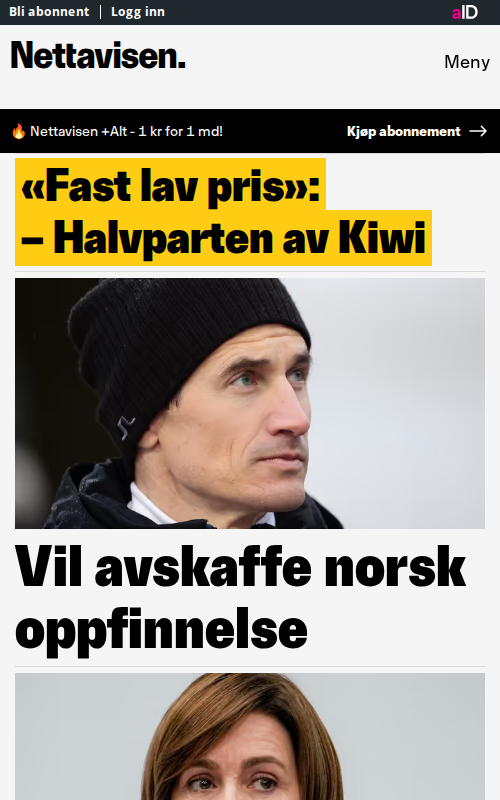 Bli abonnent
Logg inn
aID
Nettavisen.
Meny
🔥 Nettavisen +Alt - 1 kr for 1 md!
Kjøp abonnement →
«Fast lav pris»:
– Halvparten av Kiwi
Vil avskaffe norsk
oppfinnelse